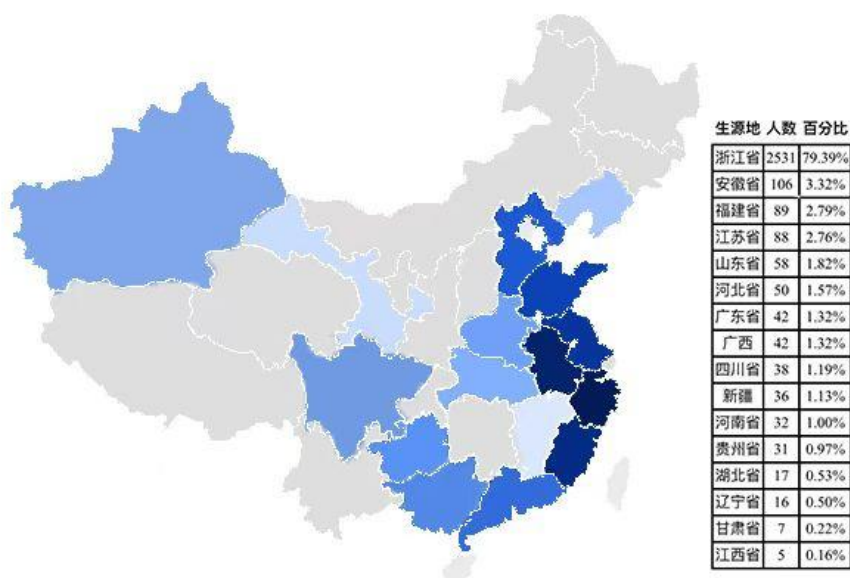 生源地 人数 百分比
浙江省 2531 79.39%
安徽省 106 3.32%
福建省 89 2.79%
江苏省 88 2.76%
山东省 58 1.82%
河北省 50 1.57%
广东省 42 1.32%
广西 42 1.32%
四川省 38 1.19%
新疆 36 1.13%
河南省 32 1.00%
贵州省 31 0.97%
湖北省 17 0.53%
辽宁省 16 0.50%
甘肃省 7 0.22%
江西省 5 0.16%